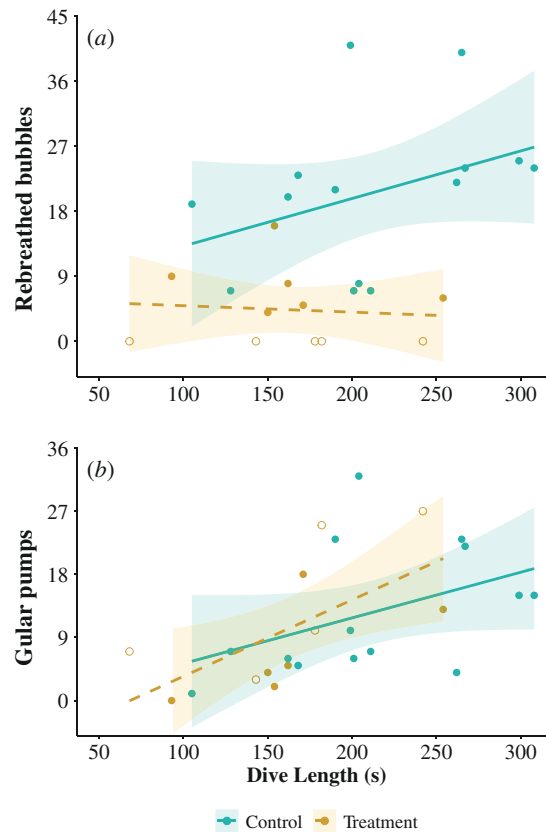 45
(a)
36
27
18
9
0
Rebreathed bubbles
50 100 150 200 250 300
36
(b)
27
18
9
0
Gular pumps
50 100 150 200 250 300
Dive Length (s)
Control Treatment